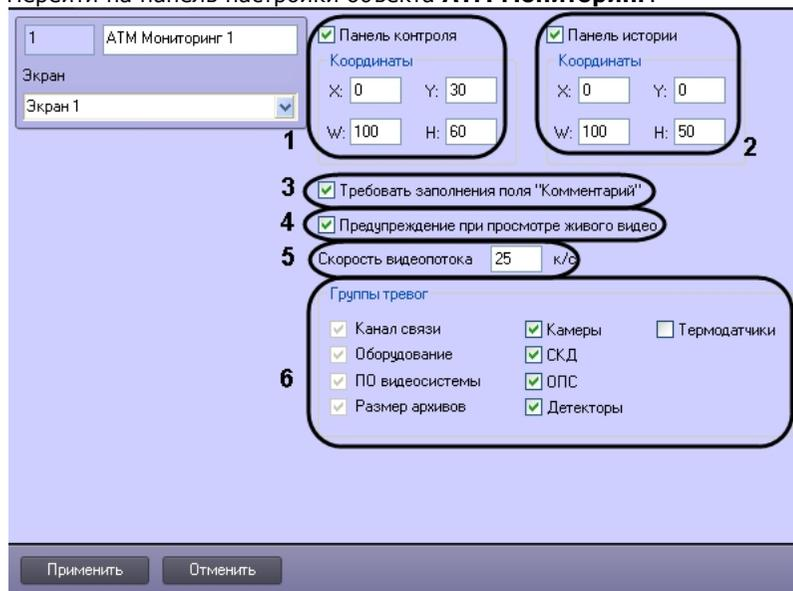 Перейти на панель настройки объекта АТМ Мониторинг.
1 АТМ Мониторинг 1
Экран
Экран 1
Панель контроля
Координаты
X: 0 Y: 30
W: 100 H: 60
1
Панель истории
Координаты
X: 0 Y: 0
W: 100 H: 50
2
3 Требовать заполнения поля "Комментарий"
4 Предупреждение при просмотре живого видео
5 Скорость видеопотока 25 к/с
Группы тревог
Канал связи Камеры Термодатчики
Оборудование СКД
6 ПО видеосистемы ОПС
Размер архивов Детекторы
Применить Отменить